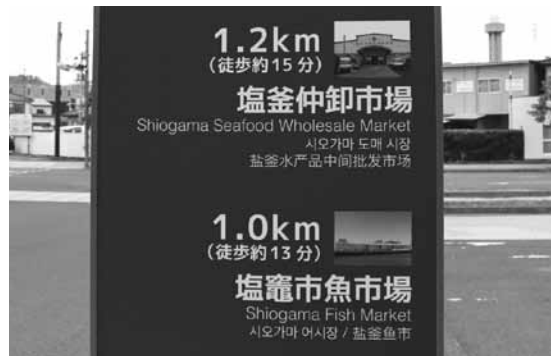 1.2km
(徒歩約15分)
塩釜仲卸市場
Shiogama Seafood Wholesale Market
시오가마 도매 시장
盐釜水产品中间批发市场
1.0km
(徒歩約13分)
塩竈市魚市場
Shiogama Fish Market
시오가마 어시장 / 盐釜鱼市